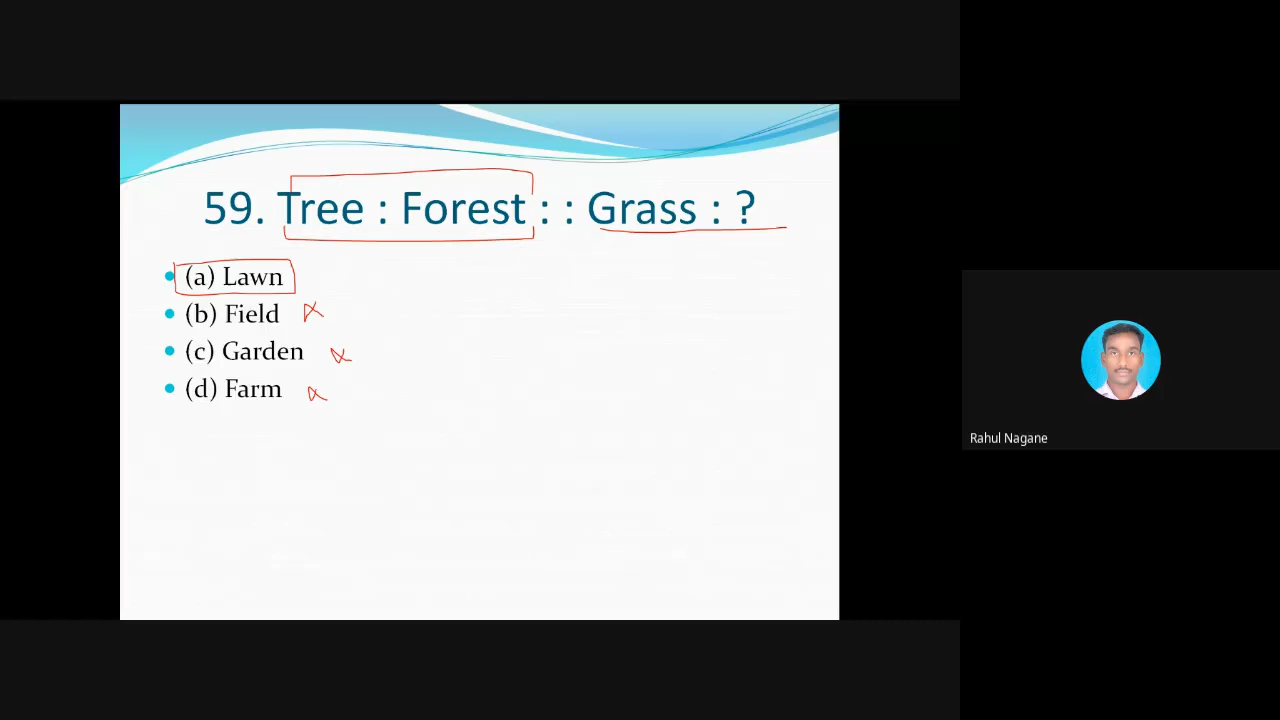 59. Tree : Forest : : Grass : ?
(a) Lawn
(b) Field
(c) Garden
(d) Farm
Rahul Nagane